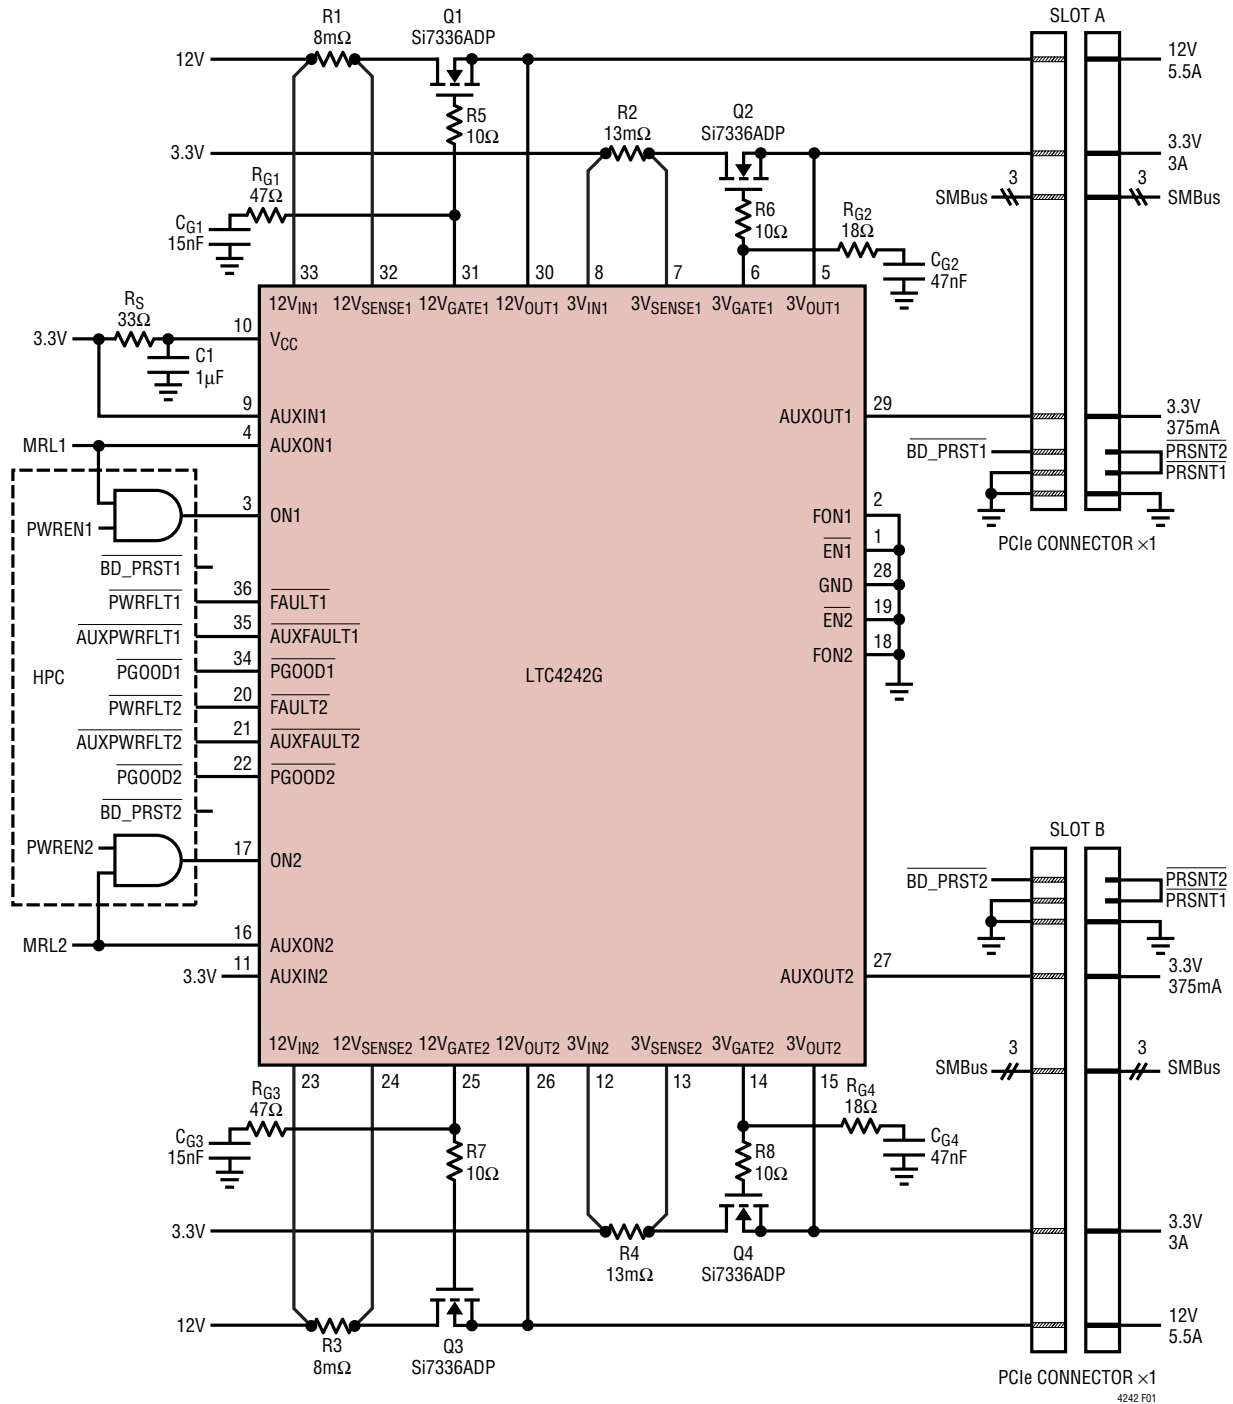 R1
8mΩ
Q1
Si7336ADP
SLOT A
12V
12V
5.5A
R5
10Ω
R2
13mΩ
Q2
Si7336ADP
3.3V
3.3V
3A
RG1
47Ω
CG1
15nF
R6
10Ω
RG2
18Ω
CG2
47nF
SMBus
3
3
SMBus
33
32
31
30
8
7
6
5
12VIN1
12VSENSE1
12VGATE1
12VOUT1
3VIN1
3VSENSE1
3VGATE1
3VOUT1
RS
33Ω
3.3V
10
VCC
C1
1µF
9
AUXIN1
AUXOUT1
29
3.3V
375mA
MRL1
4
AUXON1
BD_PRST1
PRSNT2
PRSNT1
PWREN1
3
ON1
FON1
2
PCIe CONNECTOR ×1
EN1
1
BD_PRST1
GND
28
PWRFLT1
36
FAULT1
EN2
19
AUXPWRFLT1
35
AUXFAULT1
FON2
18
HPC
PGOOD1
34
PGOOD1
LTC4242G
PWRFLT2
20
FAULT2
AUXPWRFLT2
21
AUXFAULT2
PGOOD2
22
PGOOD2
BD_PRST2
SLOT B
PWREN2
17
ON2
BD_PRST2
PRSNT2
PRSNT1
MRL2
16
AUXON2
3.3V
11
AUXIN2
AUXOUT2
27
3.3V
375mA
12VIN2
12VSENSE2
12VGATE2
12VOUT2
3VIN2
3VSENSE2
3VGATE2
3VOUT2
23
24
25
26
12
13
14
15
SMBus
3
3
SMBus
RG3
47Ω
CG3
15nF
R7
10Ω
R8
10Ω
RG4
18Ω
CG4
47nF
3.3V
R4
13mΩ
Q4
Si7336ADP
3.3V
3A
12V
R3
8mΩ
Q3
Si7336ADP
12V
5.5A
PCIe CONNECTOR ×1
4242 F01